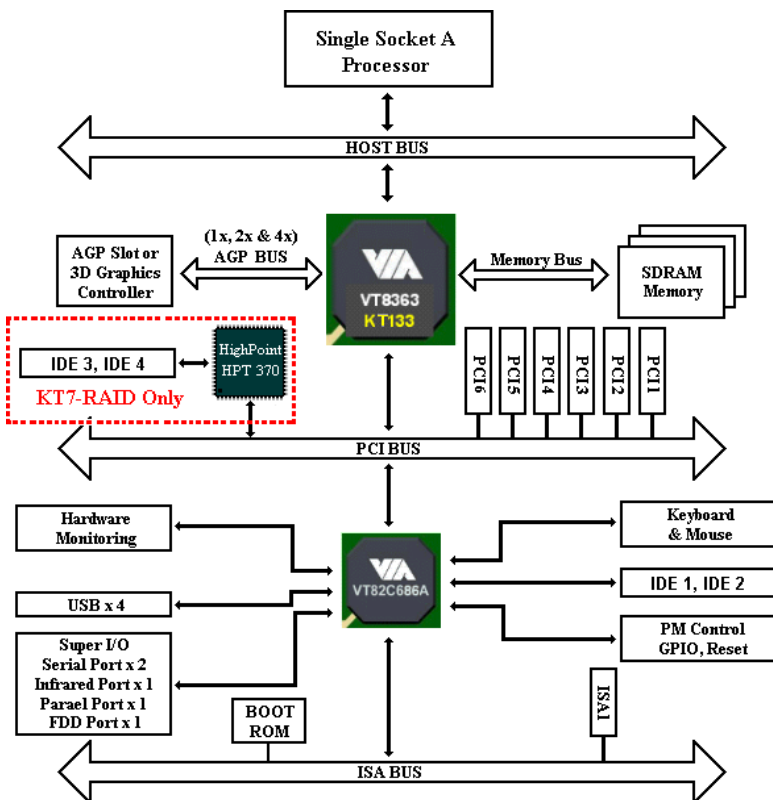 Single Socket A
Processor
HOST BUS
(1x, 2x & 4x)
AGP BUS
AGP Slot or
3D Graphics
Controller
VIA
VT8363
KT133
Memory Bus
SDRAM
Memory
IDE 3, IDE 4
HighPoint
HPT 370
KT7-RAID Only
PCI6
PCI5
PCI4
PCI3
PCI2
PCI1
PCI BUS
Hardware
Monitoring
VIA
VT82C686A
Keyboard
& Mouse
USB x 4
IDE 1, IDE 2
Super I/O
Serial Port x 2
Infrared Port x 1
Parael Port x 1
FDD Port x 1
PM Control
GPIO, Reset
BOOT
ROM
ISA1
ISA BUS